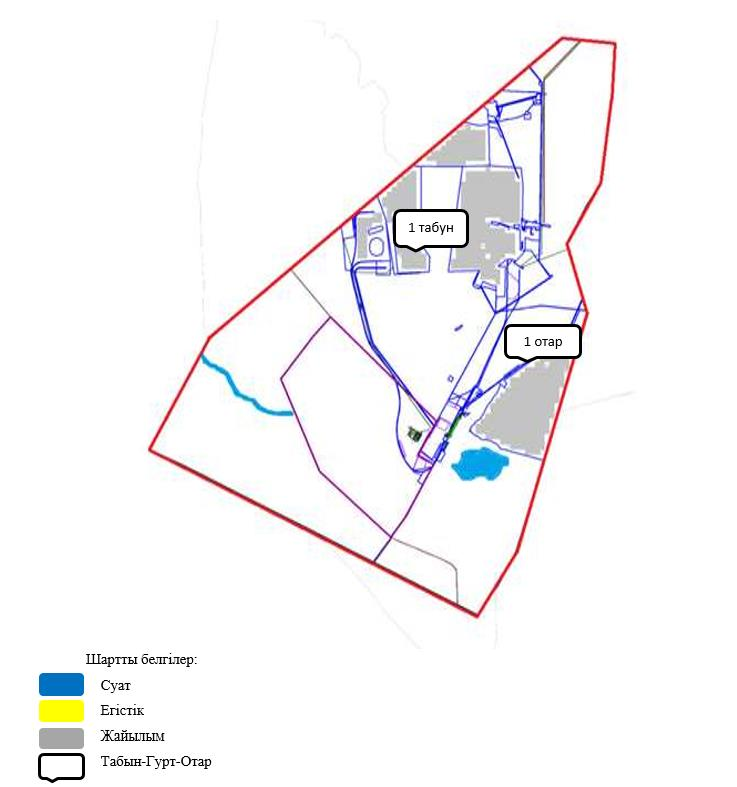 1 табун
1 отар
Шартты белгілер:
Суат
Егістік
Жайылым
Табын-Гурт-Отар